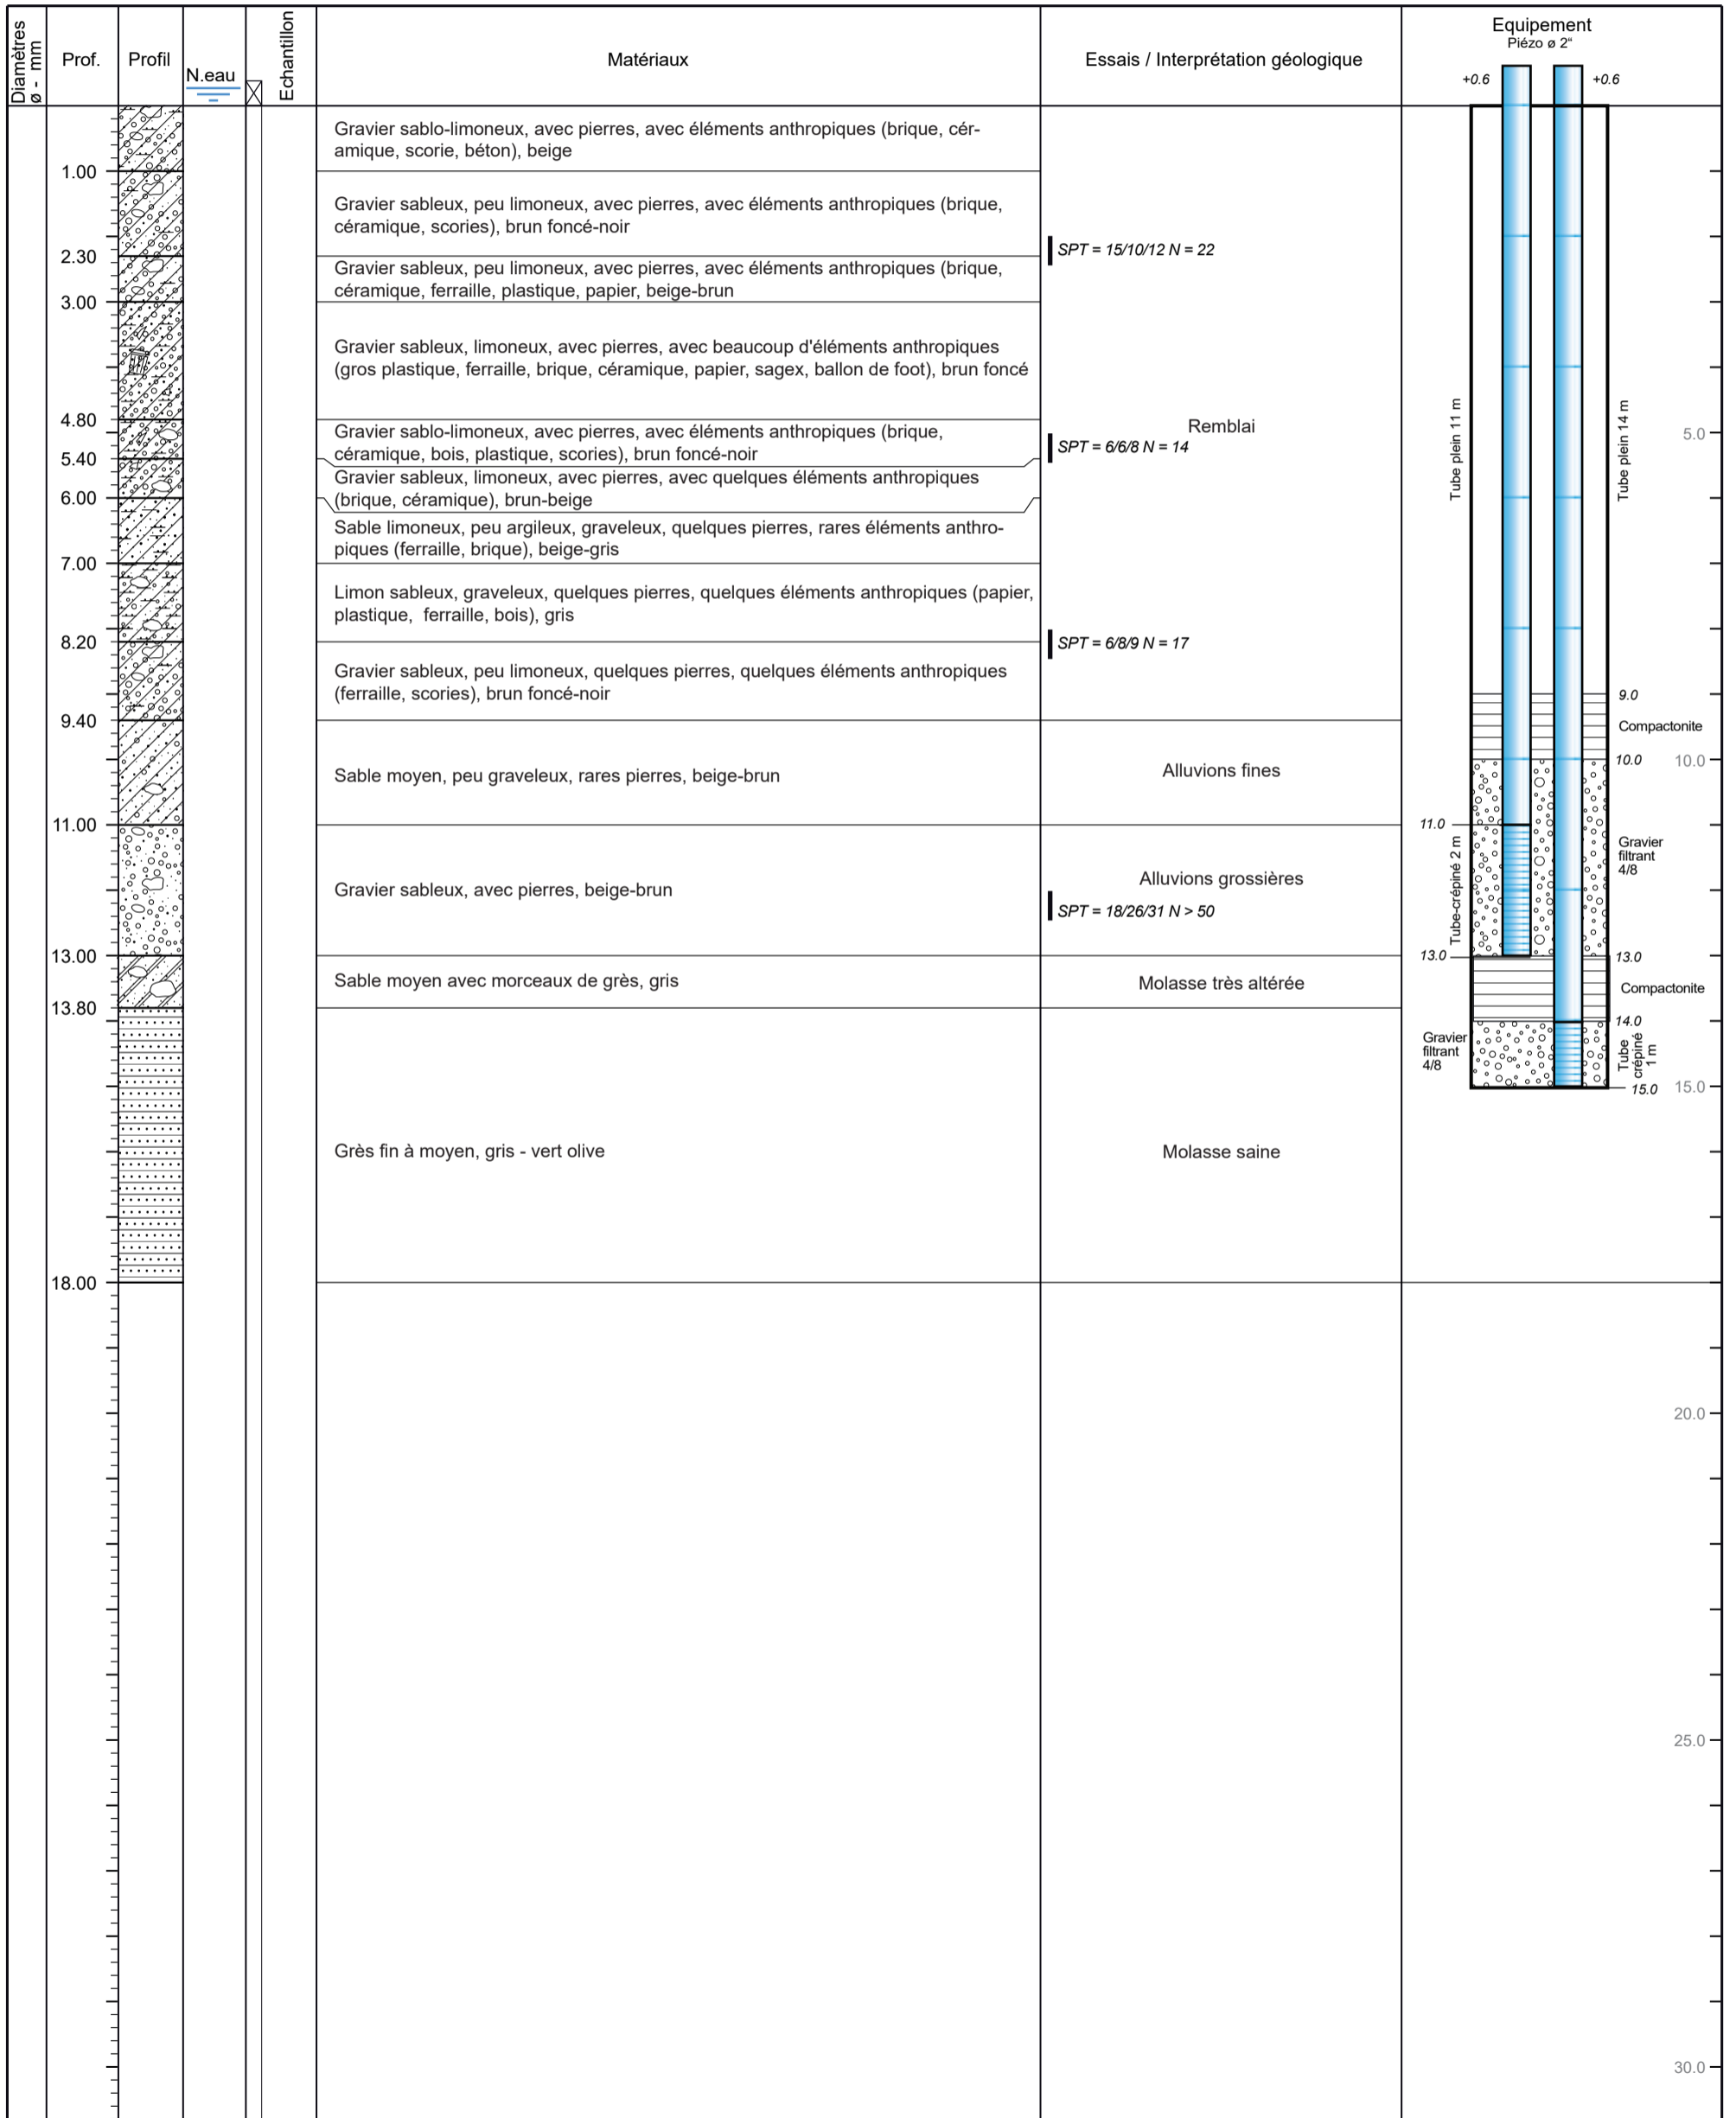 Diamètres
ø - mm
Prof.
Profil
N.eau
Echantillon
Matériaux
Essais / Interprétation géologique
Equipement
Piézo ø 2“
+0.6
+0.6
Gravier sablo-limoneux, avec pierres, avec éléments anthropiques (brique, cér-
amique, scorie, béton), beige
1.00
Gravier sableux, peu limoneux, avec pierres, avec éléments anthropiques (brique,
céramique, scories), brun foncé-noir
SPT = 15/10/12 N = 22
2.30
Gravier sableux, peu limoneux, avec pierres, avec éléments anthropiques (brique,
céramique, ferraille, plastique, papier, beige-brun
3.00
Gravier sableux, limoneux, avec pierres, avec beaucoup d'éléments anthropiques
(gros plastique, ferraille, brique, céramique, papier, sagex, ballon de foot), brun foncé
4.80
Remblai
Gravier sablo-limoneux, avec pierres, avec éléments anthropiques (brique,
céramique, bois, plastique, scories), brun foncé-noir
SPT = 6/6/8 N = 14
Tube plein 11 m
Tube plein 14 m
5.0
5.40
Gravier sableux, limoneux, avec pierres, avec quelques éléments anthropiques
(brique, céramique), brun-beige
6.00
Sable limoneux, peu argileux, graveleux, quelques pierres, rares éléments anthro-
piques (ferraille, brique), beige-gris
7.00
Limon sableux, graveleux, quelques pierres, quelques éléments anthropiques (papier,
plastique,  ferraille, bois), gris
8.20
SPT = 6/8/9 N = 17
Gravier sableux, peu limoneux, quelques pierres, quelques éléments anthropiques
(ferraille, scories), brun foncé-noir
9.0
9.40
Compactonite
10.0
10.0
Sable moyen, peu graveleux, rares pierres, beige-brun
Alluvions fines
11.00
11.0
Gravier
filtrant
4/8
Tube-crépiné 2 m
Gravier sableux, avec pierres, beige-brun
Alluvions grossières
SPT = 18/26/31 N > 50
13.00
13.0
13.0
Sable moyen avec morceaux de grès, gris
Molasse très altérée
Compactonite
13.80
14.0
Gravier
filtrant
4/8
Tube
crépiné
1 m
15.0
15.0
Grès fin à moyen, gris - vert olive
Molasse saine
18.00
20.0
25.0
30.0